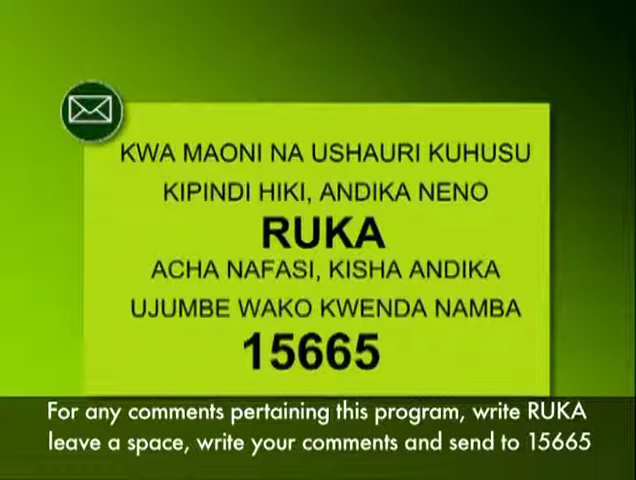 KWA MAONI NA USHAURI KUHUSU
KIPINDI HIKI, ANDIKA NENO
RUKA
ACHA NAFASI, KISHA ANDIKA
UJUMBE WAKO KWENDA NAMBA
15665
For any comments pertaining this program, write RUKA
leave a space, write your comments and send to 15665